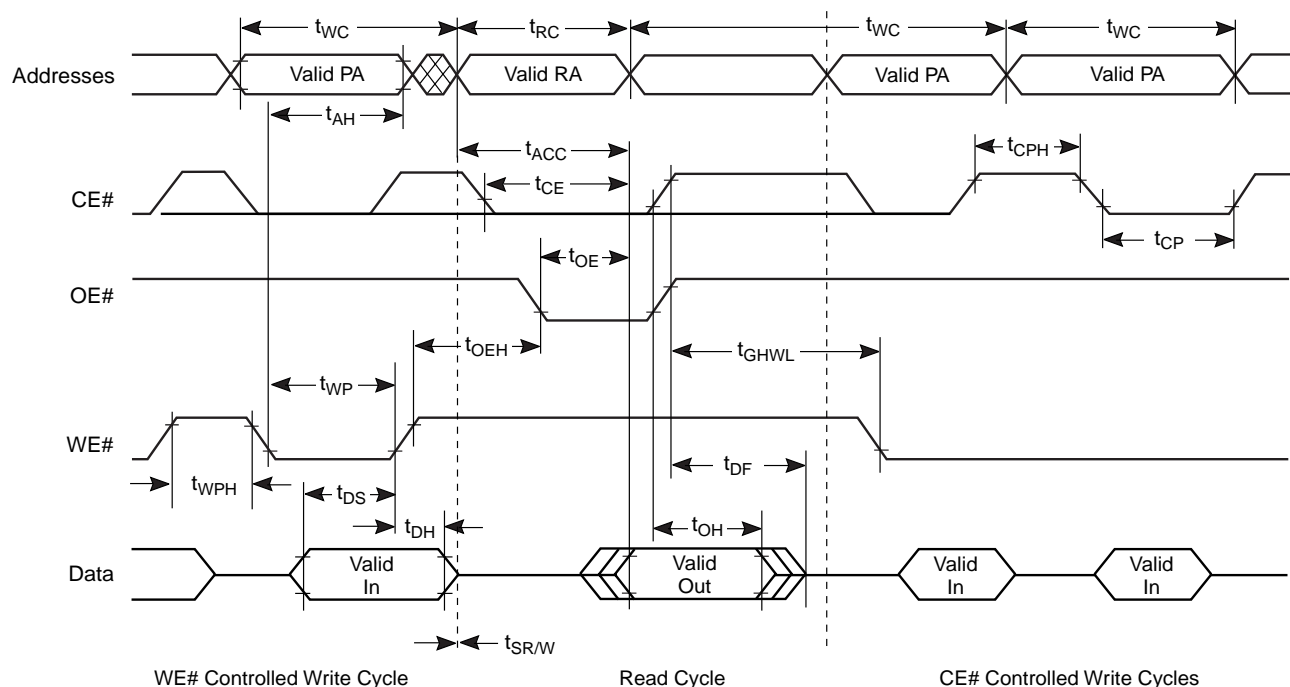 tWC tRC tWC tWC
Addresses Valid PA Valid RA Valid PA Valid PA
tAH
tACC tCPH
tCE
CE#
tOE tCP
OE#
tOEH tGHWL
tWP
WE#
tWPH tDS tDF
tDH tOH
Data Valid In Valid Out Valid In Valid In
tSR/W
WE# Controlled Write Cycle Read Cycle CE# Controlled Write Cycles